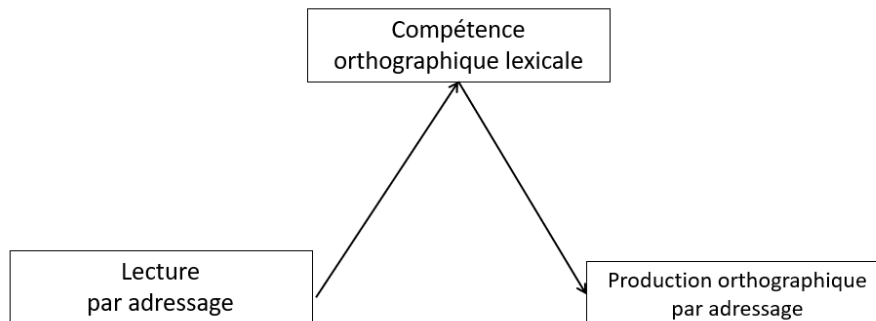 Compétence
orthographique lexicale
Lecture
par adressage
Production orthographique
par adressage